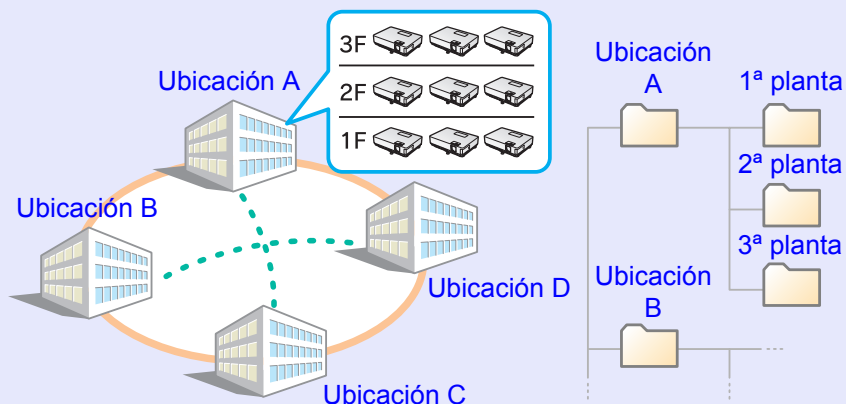 3F
2F
1F
Ubicación A
Ubicación B
Ubicación D
Ubicación C
Ubicación
A
1ª planta
2ª planta
3ª planta
Ubicación
B